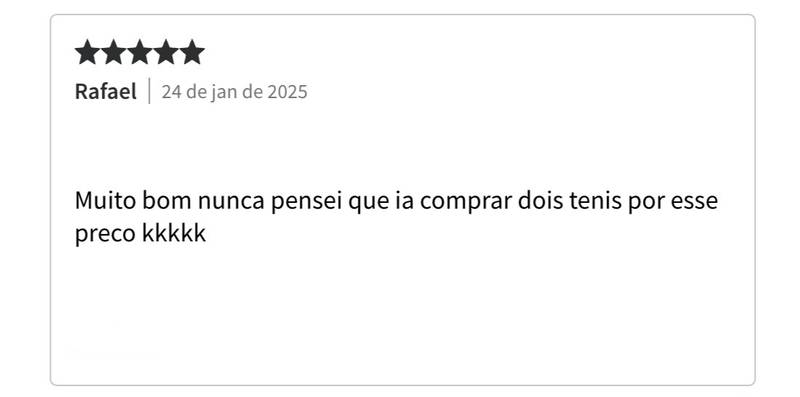 ★★★★★
Rafael | 24 de jan de 2025
Muito bom nunca pensei que ia comprar dois tenis por esse
preco kkkkk